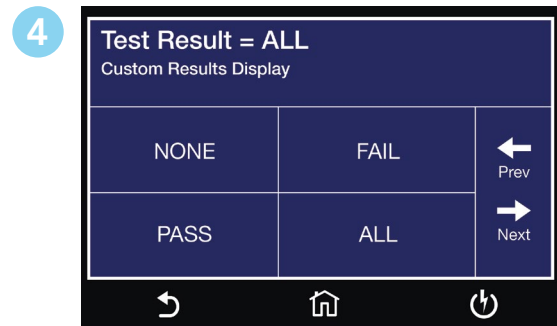 4
Test Result = ALL
Custom Results Display
NONE
FAIL
Prev
PASS
ALL
Next